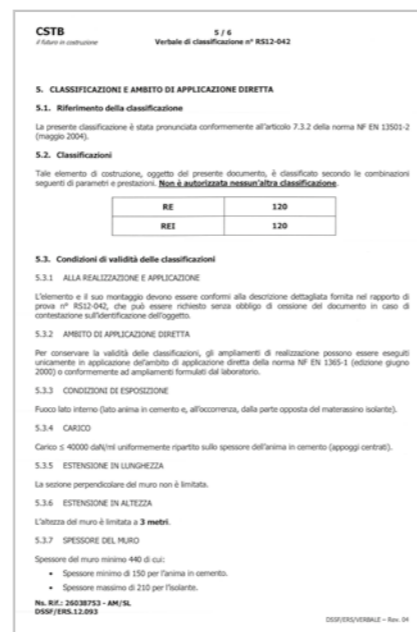 CSTB
il futuro in costruzione
5 / 6
Verbale di classificazione n° RS12-042
5. CLASSIFICAZIONI E AMBITO DI APPLICAZIONE DIRETTA
5.1. Riferimento della classificazione
La presente classificazione è stata pronunciata conformemente all'articolo 7.3.2 della norma NF EN 13501-2
(maggio 2004).
5.2. Classificazioni
Tale elemento di costruzione, oggetto del presente documento, è classificato secondo le combinazioni
seguenti di parametri e prestazioni. Non è autorizzata nessun'altra classificazione.
RE 120
REI 120
5.3. Condizioni di validità delle classificazioni
5.3.1 ALLA REALIZZAZIONE E APPLICAZIONE
L'elemento e il suo montaggio devono essere conformi alla descrizione dettagliata fornita nel rapporto di
prova n° RS12-042, che può essere richiesto senza obbligo di cessione del documento in caso di
contestazione sull'identificazione dell'oggetto.
5.3.2 AMBITO DI APPLICAZIONE DIRETTA
Per conservare la validità delle classificazioni, gli ampliamenti di realizzazione possono essere eseguiti
unicamente in applicazione dell'ambito di applicazione diretta della norma NF EN 1365-1 (edizione giugno
2000) o conformemente ad ampliamenti formulati dal laboratorio.
5.3.3 CONDIZIONI DI ESPOSIZIONE
Fuoco lato interno (lato anima in cemento e, all'occorrenza, dalla parte opposta del materassino isolante).
5.3.4 CARICO
Carico ≤ 40000 daN/ml uniformemente ripartito sullo spessore dell'anima in cemento (appoggi centrati).
5.3.5 ESTENSIONE IN LUNGHEZZA
La sezione perpendicolare del muro non è limitata.
5.3.6 ESTENSIONE IN ALTEZZA
L'altezza del muro è limitata a 3 metri.
5.3.7 SPESSORE DEL MURO
Spessore del muro minimo 440 di cui:
• Spessore minimo di 150 per l'anima in cemento.
• Spessore massimo di 210 per l'isolante.
Ns. Rif.: 26038753 - AM/SL
DSSF/ERS.12.093
DSSF/ERS/VERBALE – Rev. 04